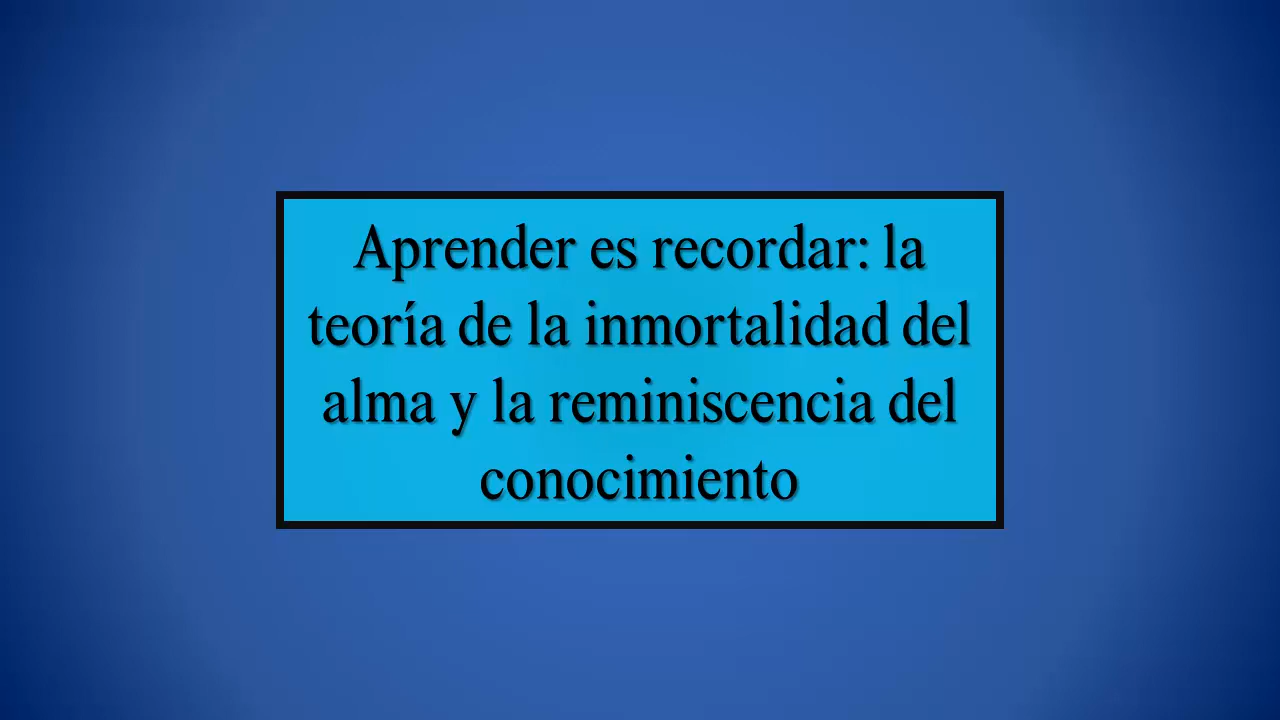 Aprender es recordar: la
teoría de la inmortalidad del
alma y la reminiscencia del
conocimiento